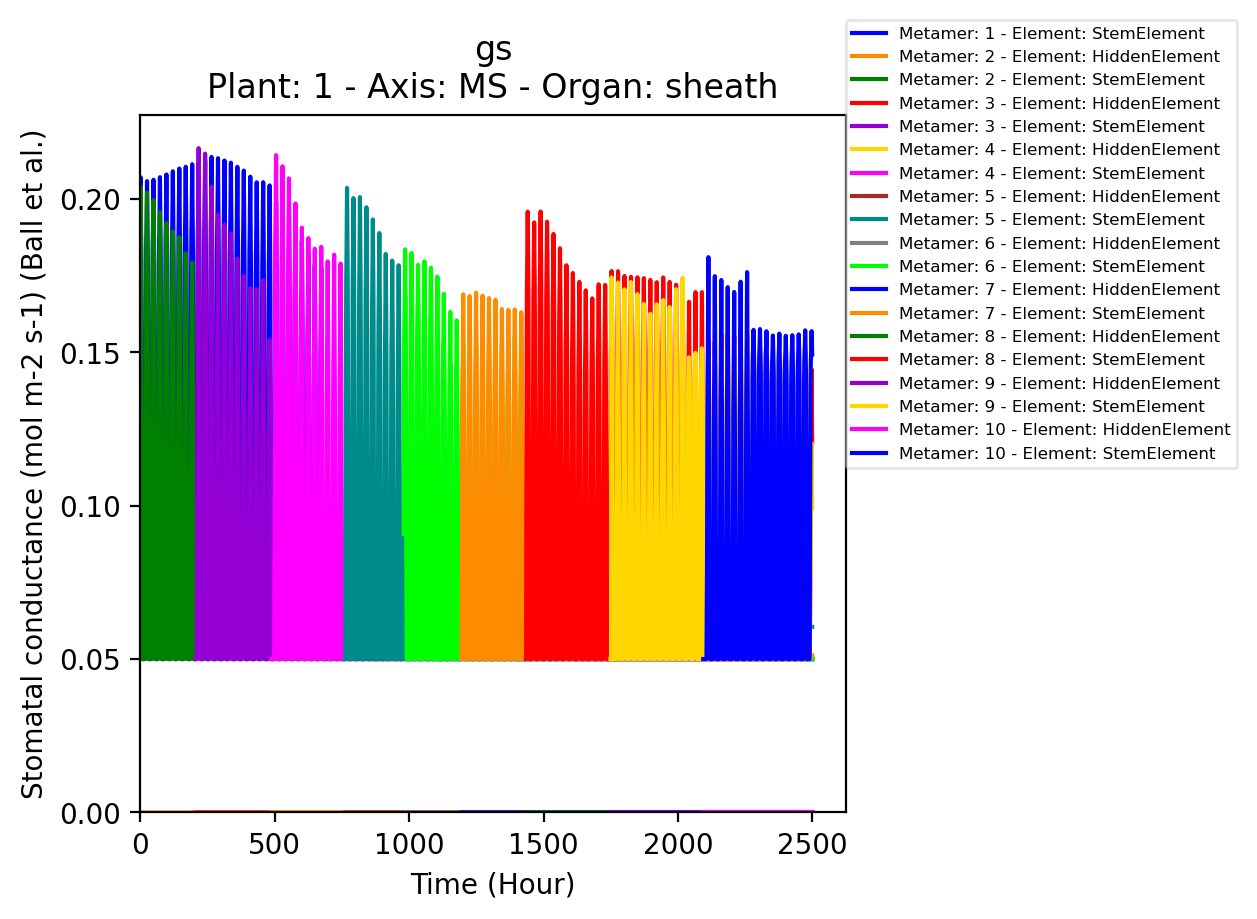 gs
Plant: 1 - Axis: MS - Organ: sheath
Stomatal conductance (mol m-2 s-1) (Ball et al.)
0.20
0.15
0.10
0.05
0.00
0 500 1000 1500 2000 2500
Time (Hour)
Metamer: 1 - Element: StemElement
Metamer: 2 - Element: HiddenElement
Metamer: 2 - Element: StemElement
Metamer: 3 - Element: HiddenElement
Metamer: 3 - Element: StemElement
Metamer: 4 - Element: HiddenElement
Metamer: 4 - Element: StemElement
Metamer: 5 - Element: HiddenElement
Metamer: 5 - Element: StemElement
Metamer: 6 - Element: HiddenElement
Metamer: 6 - Element: StemElement
Metamer: 7 - Element: HiddenElement
Metamer: 7 - Element: StemElement
Metamer: 8 - Element: HiddenElement
Metamer: 8 - Element: StemElement
Metamer: 9 - Element: HiddenElement
Metamer: 9 - Element: StemElement
Metamer: 10 - Element: HiddenElement
Metamer: 10 - Element: StemElement